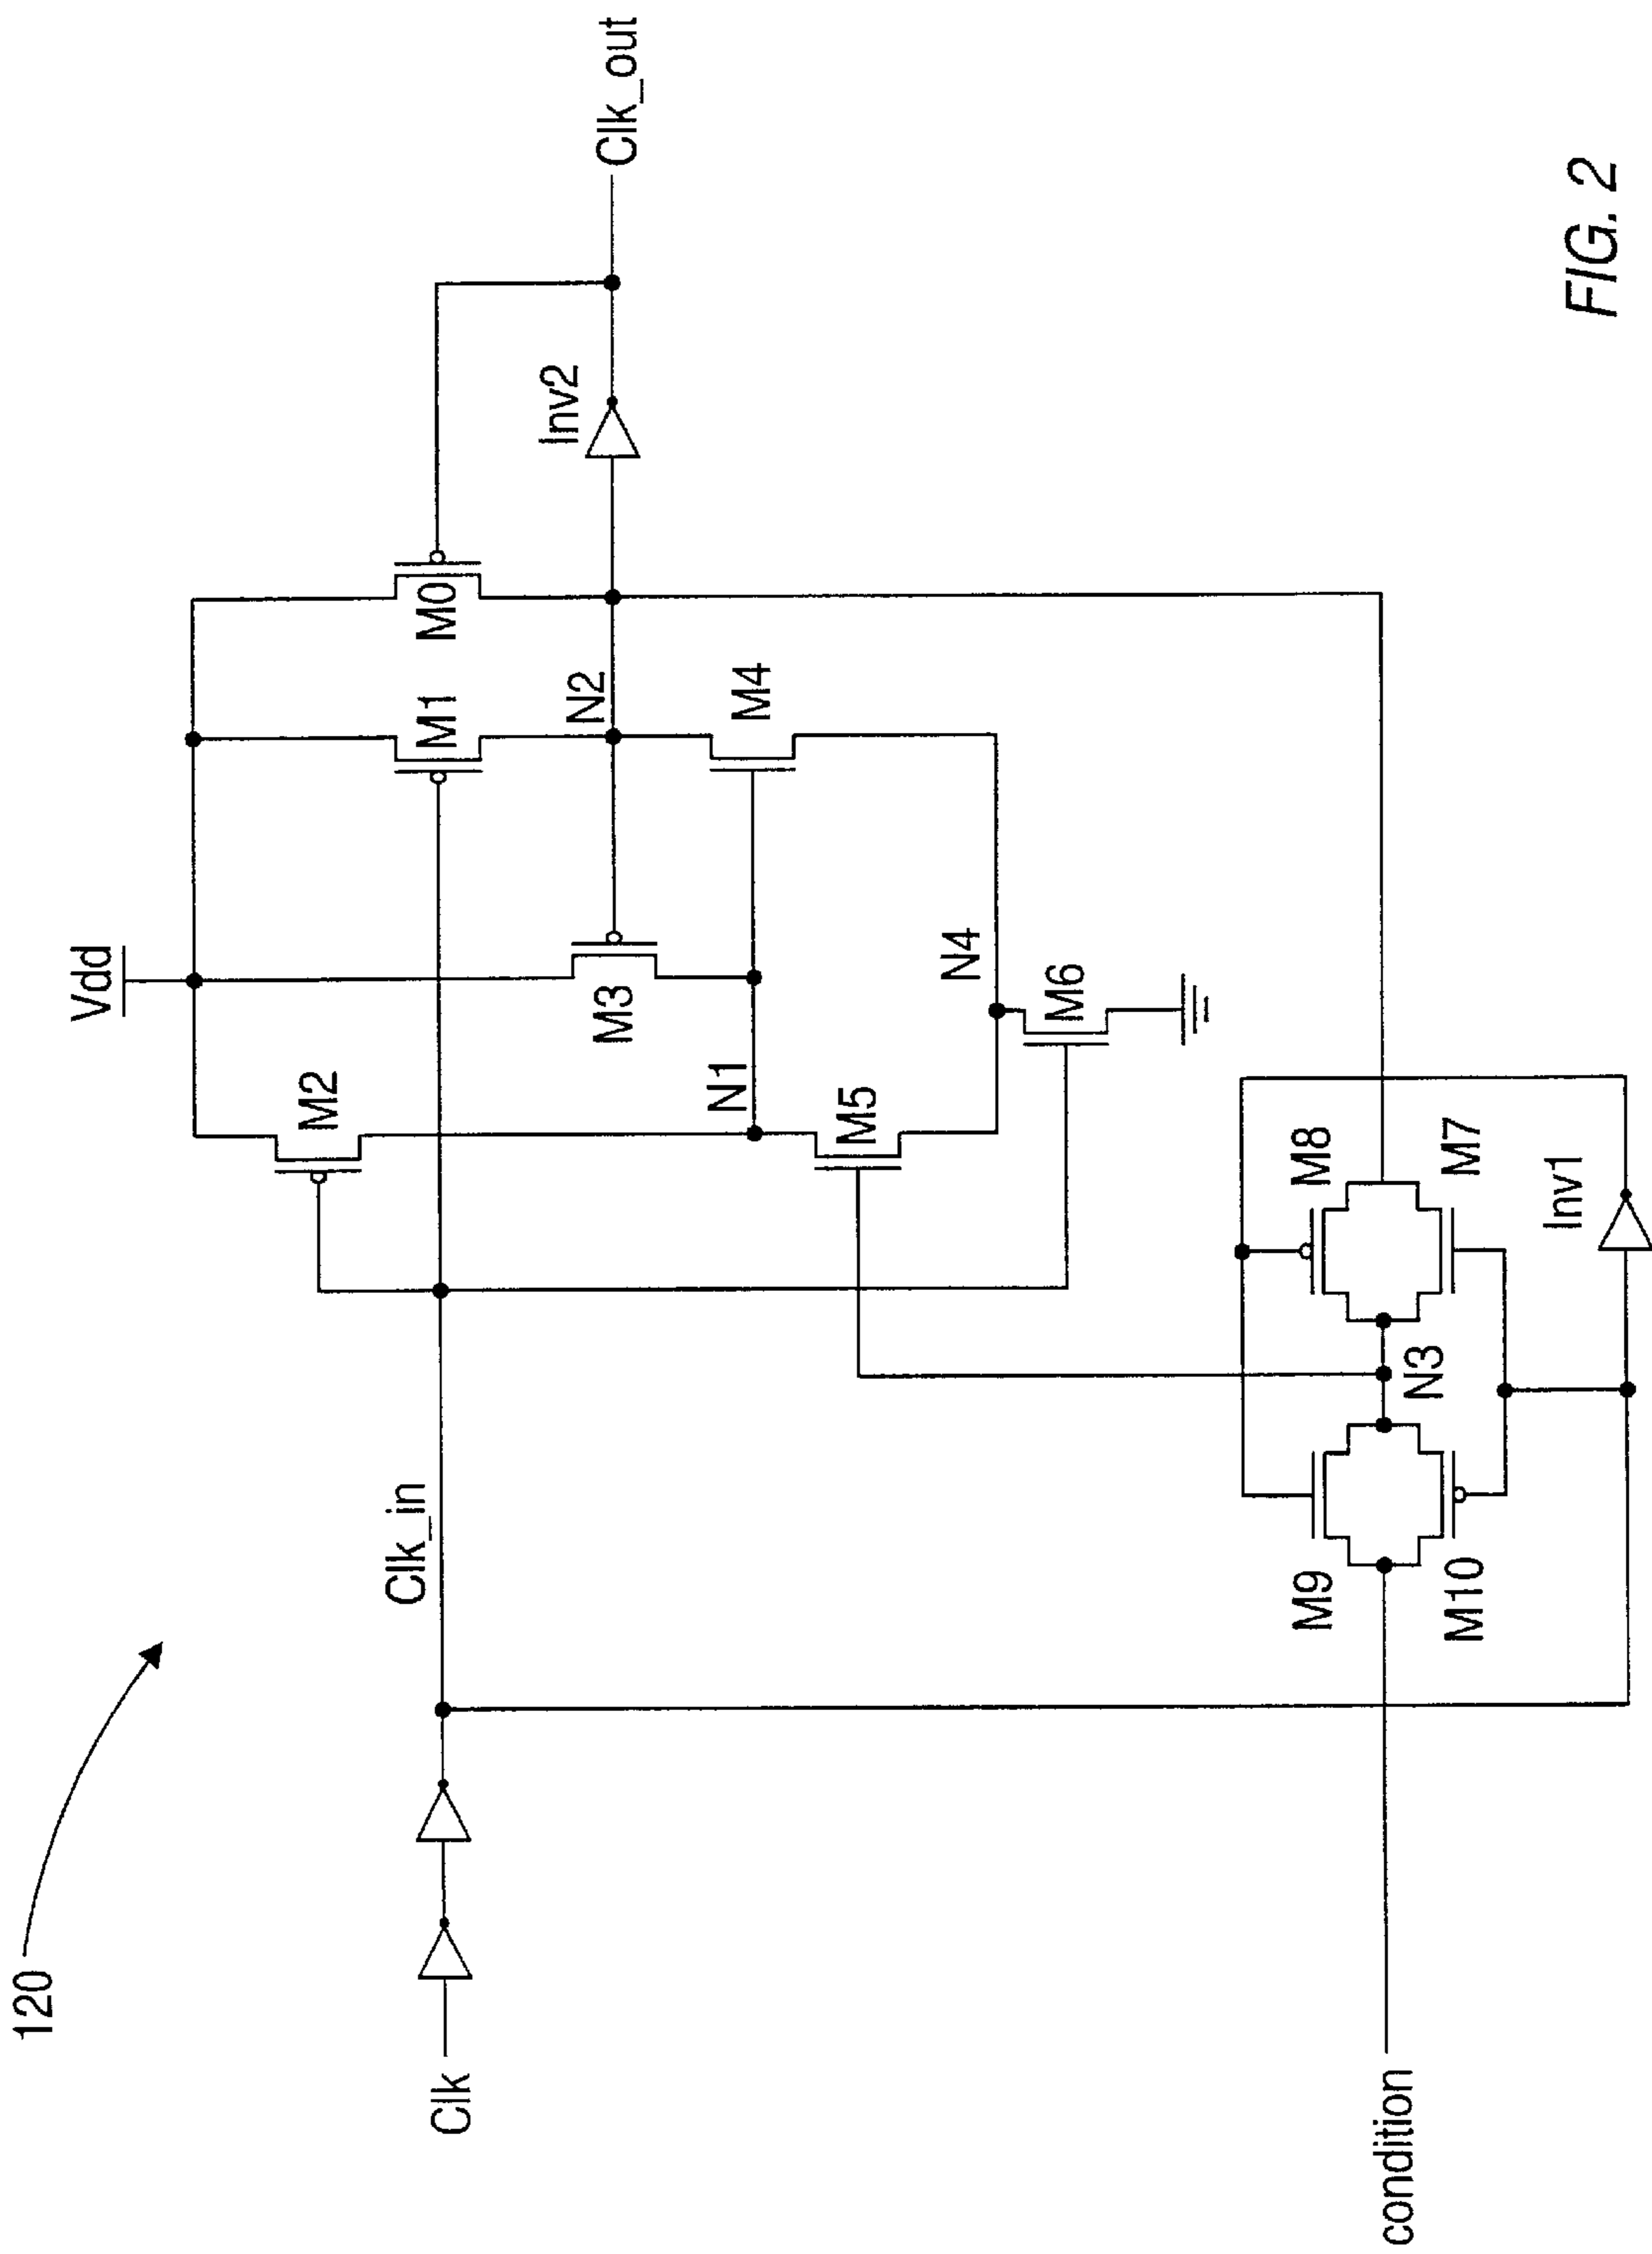 120
Clk
Clk_in
Vdd
M2
M3
M1
M0
N2
Inv2
Clk_out
N1
M4
M5
N4
M6
condition
M9
M10
N3
M8
M7
Inv1
FIG. 2